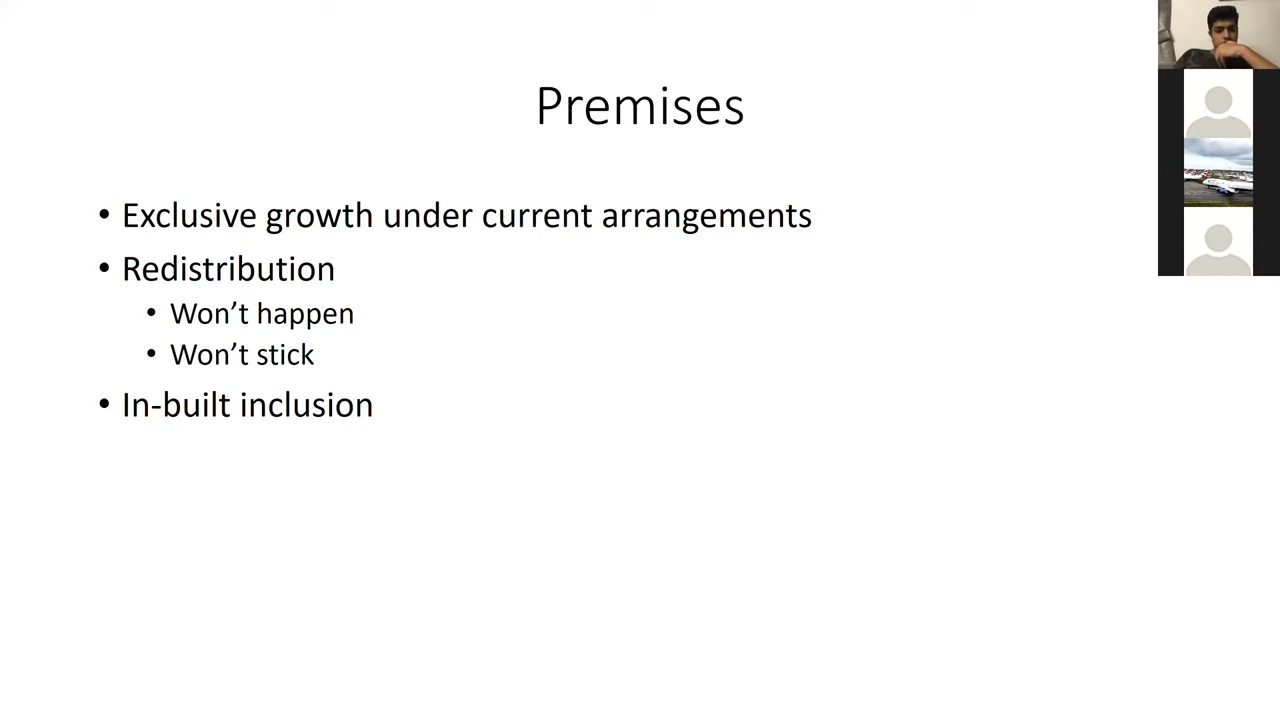 Premises
• Exclusive growth under current arrangements
• Redistribution
• Won’t happen
• Won’t stick
• In-built inclusion